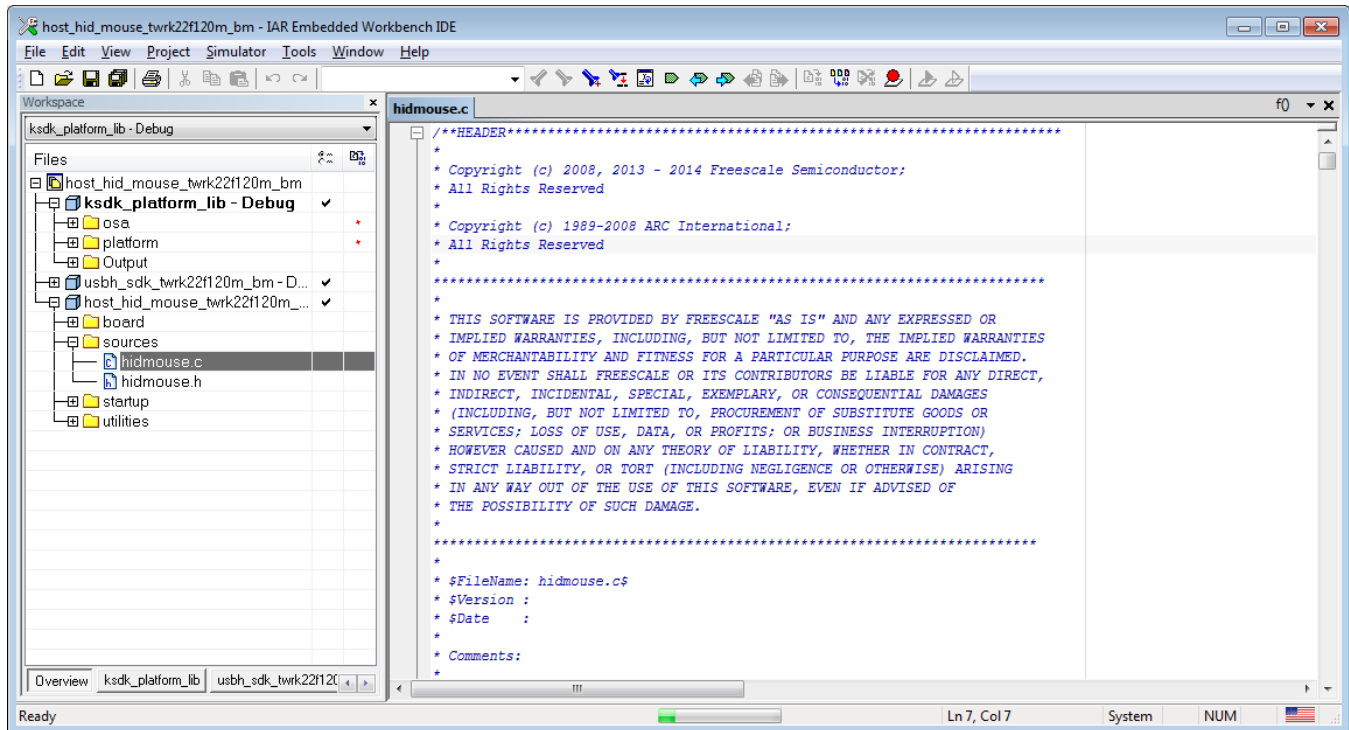 host_hid_mouse_twrk22f120m_bm - IAR Embedded Workbench IDE
File Edit View Project Simulator Tools Window Help
Workspace
ksdk_platform_lib - Debug
Files
host_hid_mouse_twrk22f120m_bm
ksdk_platform_lib - Debug
osa
platform
Output
usbh_sdk_twrk22f120m_bm - D...
host_hid_mouse_twrk22f120m_...
board
sources
hidmouse.c
hidmouse.h
startup
utilities
Overview ksdk_platform_lib usbh_sdk_twrk22f120
hidmouse.c f()
/**HEADER********************************************************************
*
* Copyright (c) 2008, 2013 - 2014 Freescale Semiconductor;
* All Rights Reserved
*
* Copyright (c) 1989-2008 ARC International;
* All Rights Reserved
*
***************************************************************************
*
* THIS SOFTWARE IS PROVIDED BY FREESCALE "AS IS" AND ANY EXPRESSED OR
* IMPLIED WARRANTIES, INCLUDING, BUT NOT LIMITED TO, THE IMPLIED WARRANTIES
* OF MERCHANTABILITY AND FITNESS FOR A PARTICULAR PURPOSE ARE DISCLAIMED.
* IN NO EVENT SHALL FREESCALE OR ITS CONTRIBUTORS BE LIABLE FOR ANY DIRECT,
* INDIRECT, INCIDENTAL, SPECIAL, EXEMPLARY, OR CONSEQUENTIAL DAMAGES
* (INCLUDING, BUT NOT LIMITED TO, PROCUREMENT OF SUBSTITUTE GOODS OR
* SERVICES; LOSS OF USE, DATA, OR PROFITS; OR BUSINESS INTERRUPTION)
* HOWEVER CAUSED AND ON ANY THEORY OF LIABILITY, WHETHER IN CONTRACT,
* STRICT LIABILITY, OR TORT (INCLUDING NEGLIGENCE OR OTHERWISE) ARISING
* IN ANY WAY OUT OF THE USE OF THIS SOFTWARE, EVEN IF ADVISED OF
* THE POSSIBILITY OF SUCH DAMAGE.
*
**************************************************************************
*
* $FileName: hidmouse.c$
* $Version :
* $Date    :
*
* Comments:
*
Ready Ln 7, Col 7 System NUM